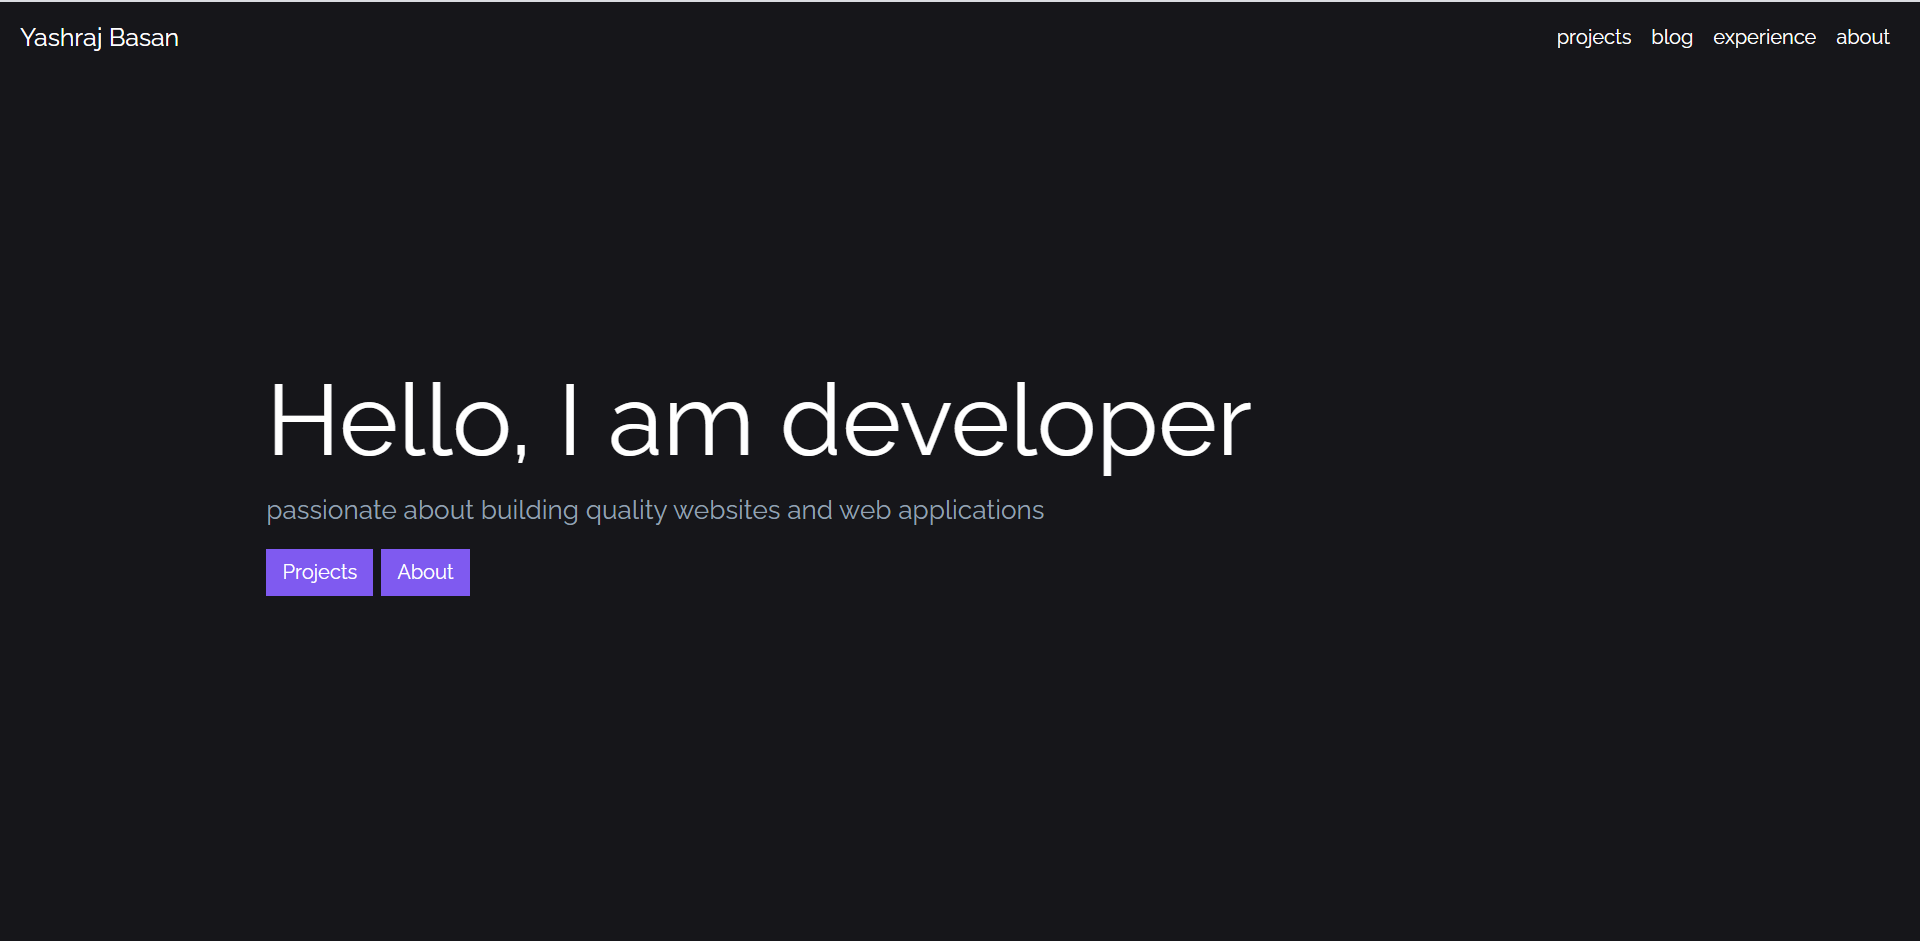 Yashraj Basan
projects blog experience about
Hello, I am developer
passionate about building quality websites and web applications
Projects About